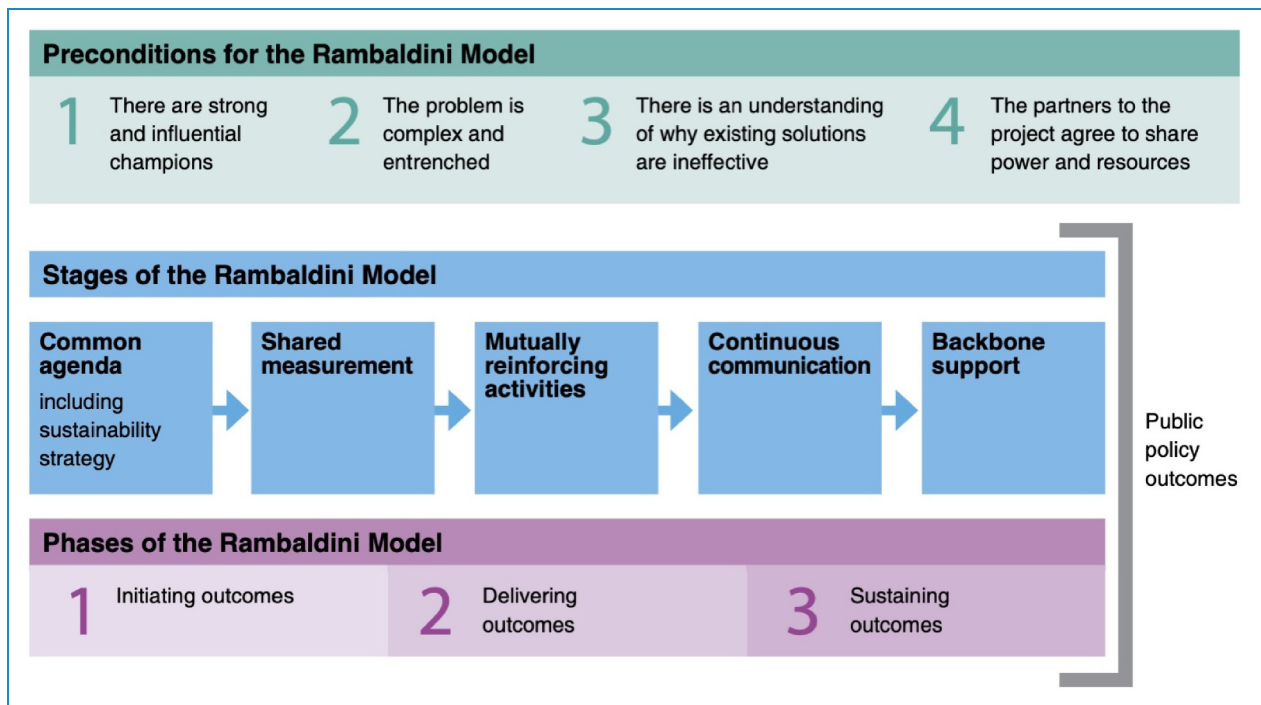 Preconditions for the Rambaldini Model
1
There are strong
and influential
champions
2
The problem is
complex and
entrenched
3
There is an understanding
of why existing solutions
are ineffective
4
The partners to the
project agree to share
power and resources
Stages of the Rambaldini Model
Common
agenda
including
sustainability
strategy
Shared
measurement
Mutually
reinforcing
activities
Continuous
communication
Backbone
support
Public
policy
outcomes
Phases of the Rambaldini Model
1
Initiating outcomes
2
Delivering
outcomes
3
Sustaining
outcomes